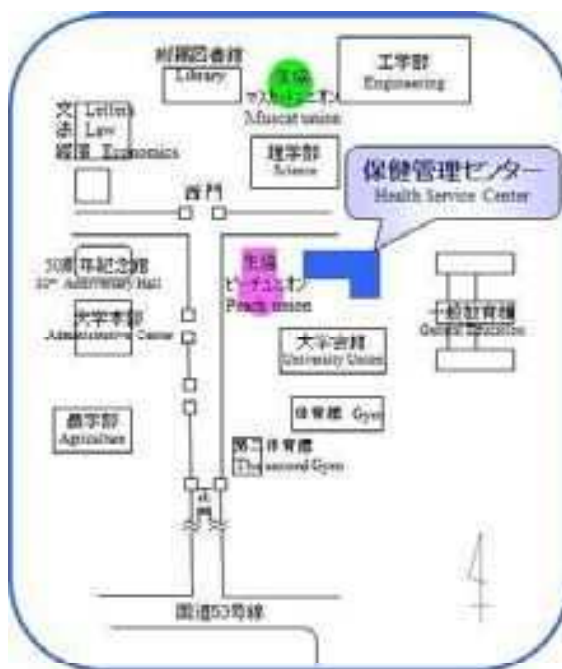 附属図書館
Library
生協
マスカットユニオン
Muscat union
工学部
Engineering
文 Letters
法 Law
経済 Economics
理学部
Science
保健管理センター
Health Service Center
西門
50周年記念館
50th Anniversary Hall
生協
ピーチユニオン
Peach union
一般教育棟
General Education
大学本部
Administrative Center
大学会館
University Union
農学部
Agriculture
体育館 Gym
第二体育館
The second Gym
正門
国道53号線